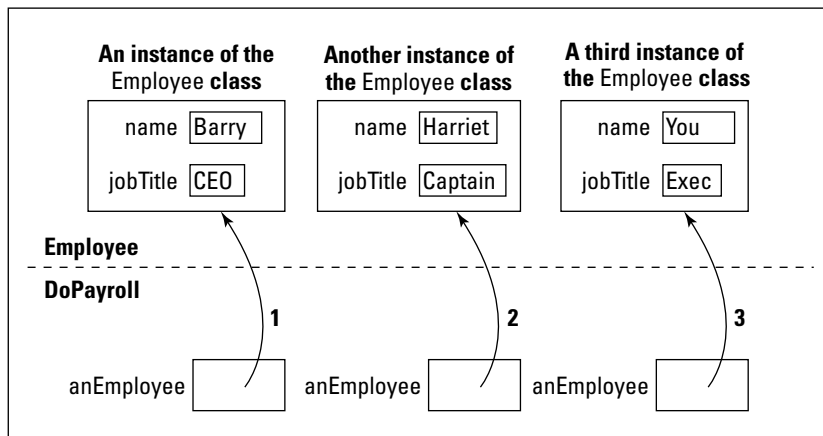 An instance of the
Employee class
Another instance of
the Employee class
A third instance of
the Employee class
name Barry
jobTitle CEO
name Harriet
jobTitle Captain
name You
jobTitle Exec
Employee
DoPayroll
1
2
3
anEmployee
anEmployee
anEmployee